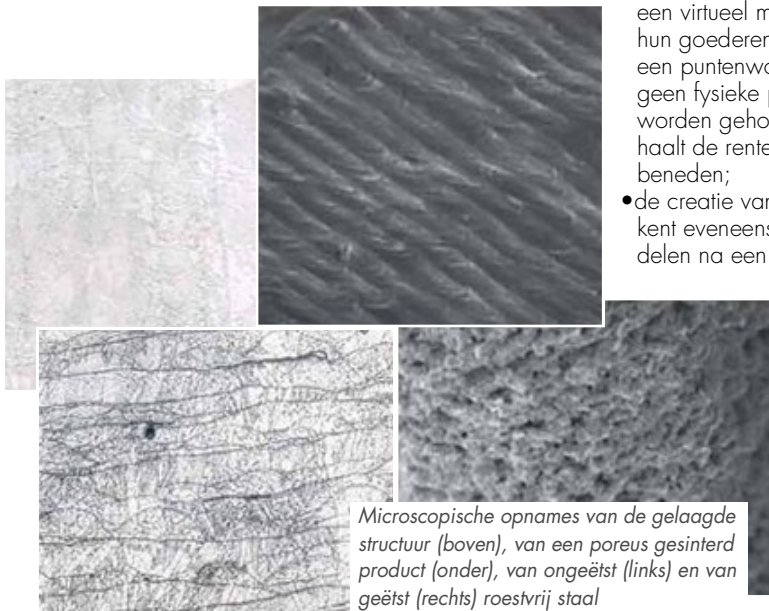 een virtueel m
hun goederen
een puntenwo
geen fysieke p
worden geho
haalt de rente
beneden;
•de creatie van
kent eveneens
delen na een
Microscopische opnames van de gelaagde
structuur (boven), van een poreus gesinterd
product (onder), van ongeëtst (links) en van
geëtst (rechts) roestvrij staal